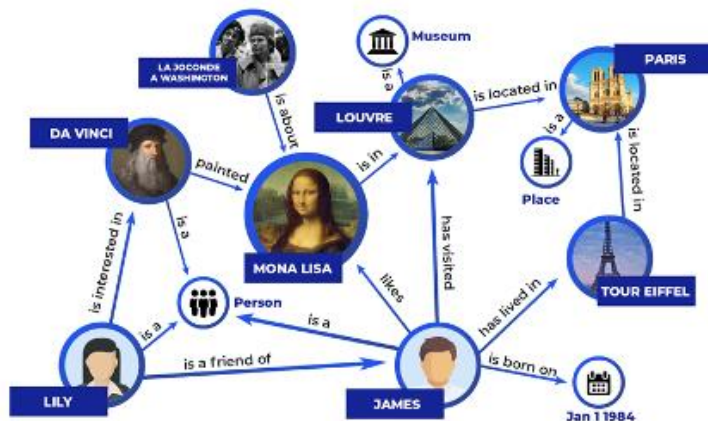 LA JOCONDE
A WASHINGTON
is about
is a
Museum
LOUVRE
is located in
PARIS
is a
Place
is located in
DA VINCI
painted
is in
MONA LISA
is interested in
is a
Person
is a
likes
has visited
has lived in
TOUR EIFFEL
is a
is a friend of
is born on
LILY
JAMES
Jan 1 1984